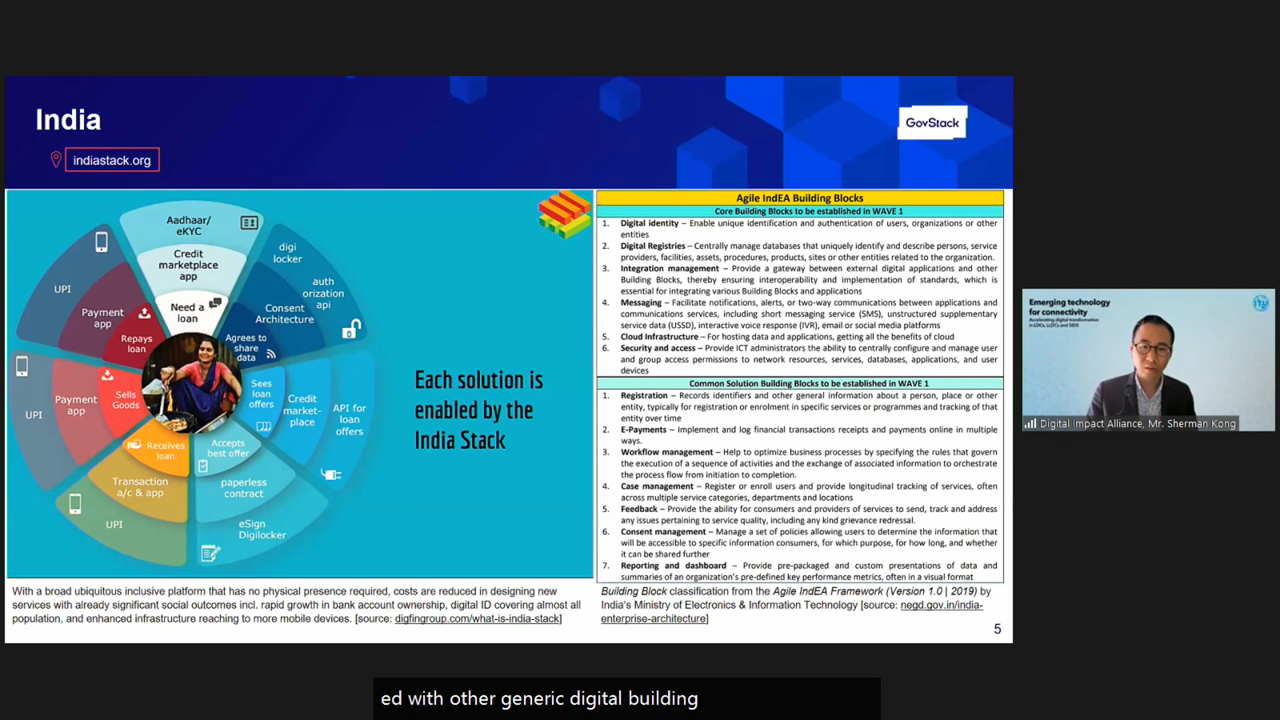 India
GovStack
indiastack.org
Aadhaar/
eKYC
Credit
marketplace
app
Need a
loan
digi
locker
auth
orization
api
Consent
Architecture
Agrees to
share
data
Sees
loan
offers
Credit
market-
place
API for
loan
offers
Accepts
best offer
paperless
contract
eSign
Digilocker
Receives
loan
Transaction
a/c & app
UPI
Sells
Goods
Payment
app
UPI
Repays
loan
Payment
app
UPI
Each solution is
enabled by the
India Stack
Agile IndEA Building Blocks
Core Building Blocks to be established in WAVE 1
1. Digital identity – Enable unique identification and authentication of users, organizations or other
entities
2. Digital Registries – Centrally manage databases that uniquely identify and describe persons, service
providers, facilities, assets, procedures, products, sites or other entities related to the organization.
3. Integration management – Provide a gateway between external digital applications and other
Building Blocks, thereby ensuring interoperability and implementation of standards, which is
essential for integrating various Building Blocks and applications
4. Messaging – Facilitate notifications, alerts, or two-way communications between applications and
communications services, including short messaging service (SMS), unstructured supplementary
service data (USSD), interactive voice response (IVR), email or social media platforms
5. Cloud Infrastructure – For hosting data and applications, getting all the benefits of cloud
6. Security and access – Provide ICT administrators the ability to centrally configure and manage user
and group access permissions to network resources, services, databases, applications, and user
devices
Common Solution Building Blocks to be established in WAVE 1
1. Registration – Records identifiers and other general information about a person, place or other
entity, typically for registration or enrolment in specific services or programmes and tracking of that
entity over time
2. E-Payments – Implement and log financial transactions receipts and payments online in multiple
ways.
3. Workflow management – Help to optimize business processes by specifying the rules that govern
the execution of a sequence of activities and the exchange of associated information to orchestrate
the process flow from initiation to completion.
4. Case management – Register or enroll users and provide longitudinal tracking of services, often
across multiple service categories, departments and locations
5. Feedback – Provide the ability for consumers and providers of services to send, track and address
any issues pertaining to service quality, including any kind grievance redressal.
6. Consent management – Manage a set of policies allowing users to determine the information that
will be accessible to specific information consumers, for which purpose, for how long, and whether
it can be shared further
7. Reporting and dashboard – Provide pre-packaged and custom presentations of data and
summaries of an organization's pre-defined key performance metrics, often in a visual format
With a broad ubiquitous inclusive platform that has no physical presence required, costs are reduced in designing new
services with already significant social outcomes incl. rapid growth in bank account ownership, digital ID covering almost all
population, and enhanced infrastructure reaching to more mobile devices. [source: digfingroup.com/what-is-india-stack]
Building Block classification from the Agile IndEA Framework (Version 1.0 | 2019) by
India's Ministry of Electronics & Information Technology [source: negd.gov.in/india-
enterprise-architecture]
5
Emerging technology
for connectivity
Accelerating digital transformation
in LDCs, LLDCs and SIDS
Digital Impact Alliance, Mr. Sherman Kong
ed with other generic digital building